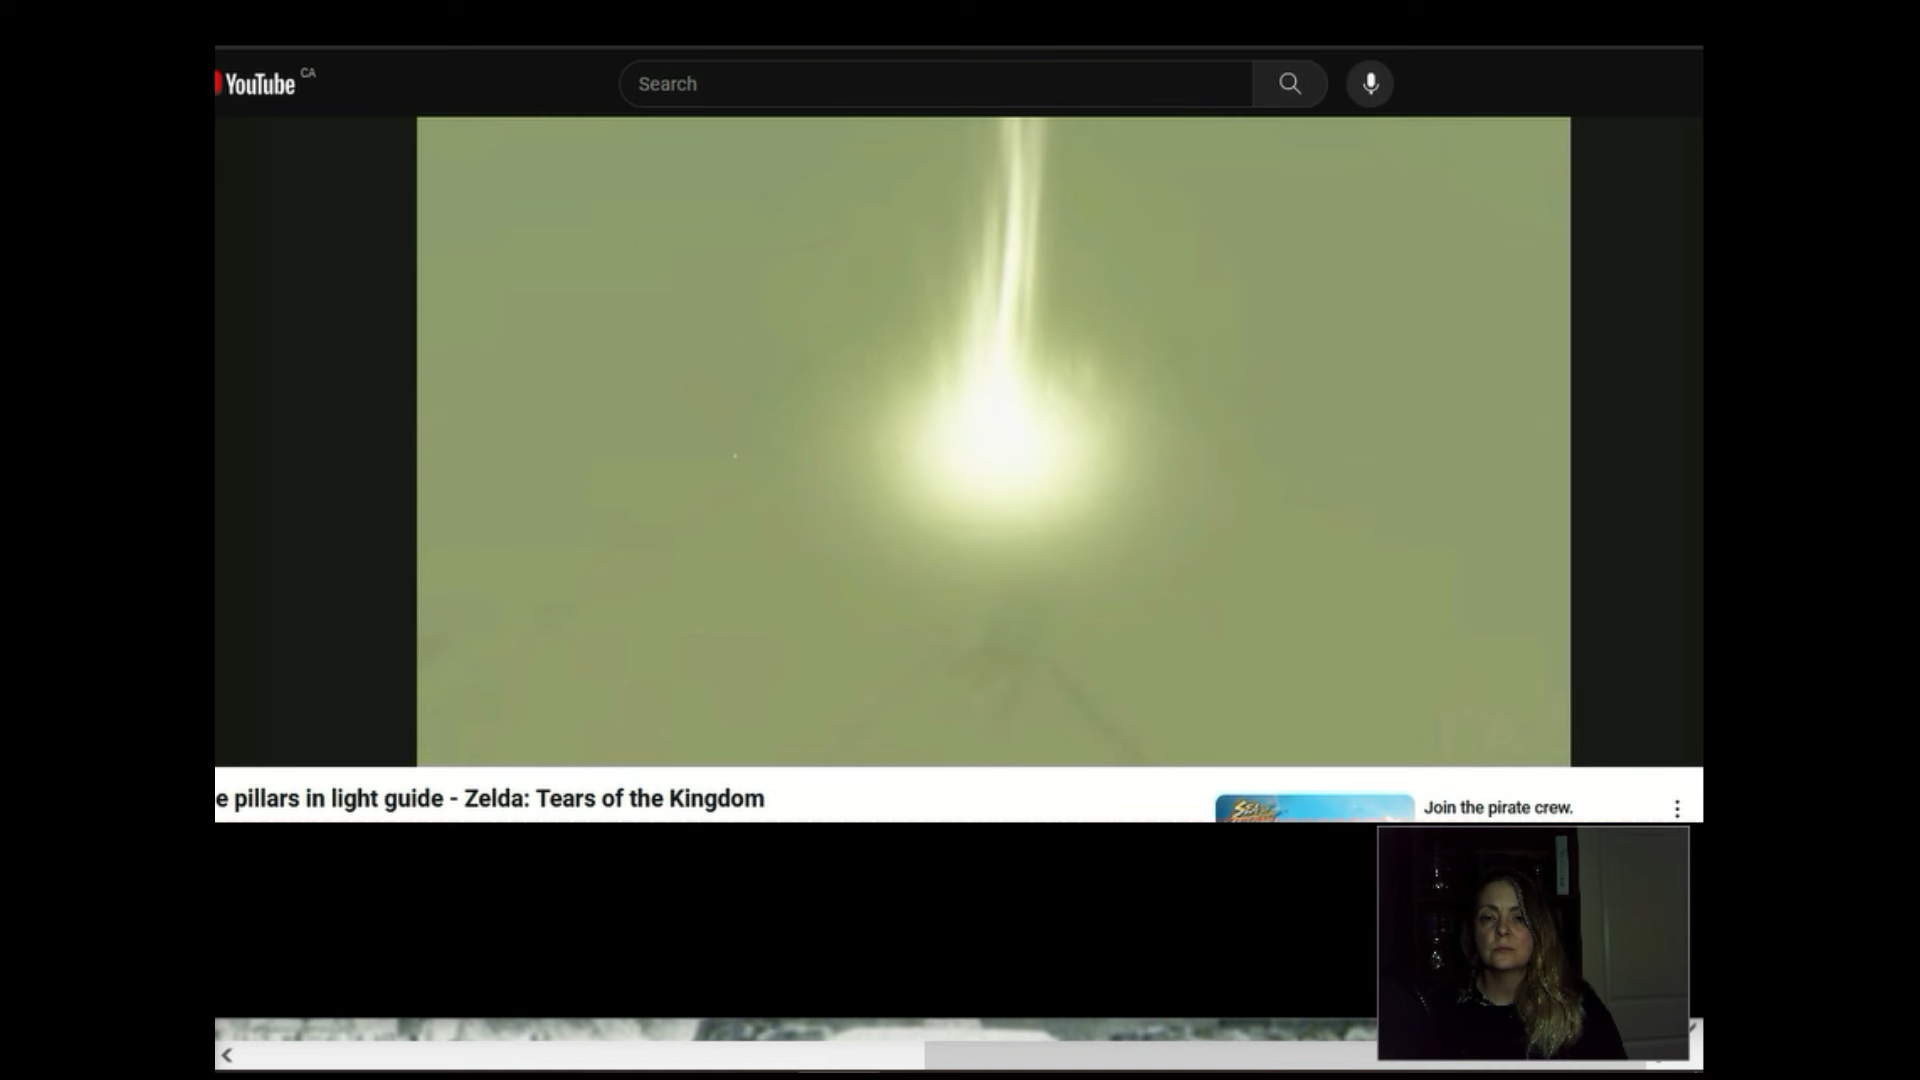 YouTube CA
Search
e pillars in light guide - Zelda: Tears of the Kingdom
Join the pirate crew.